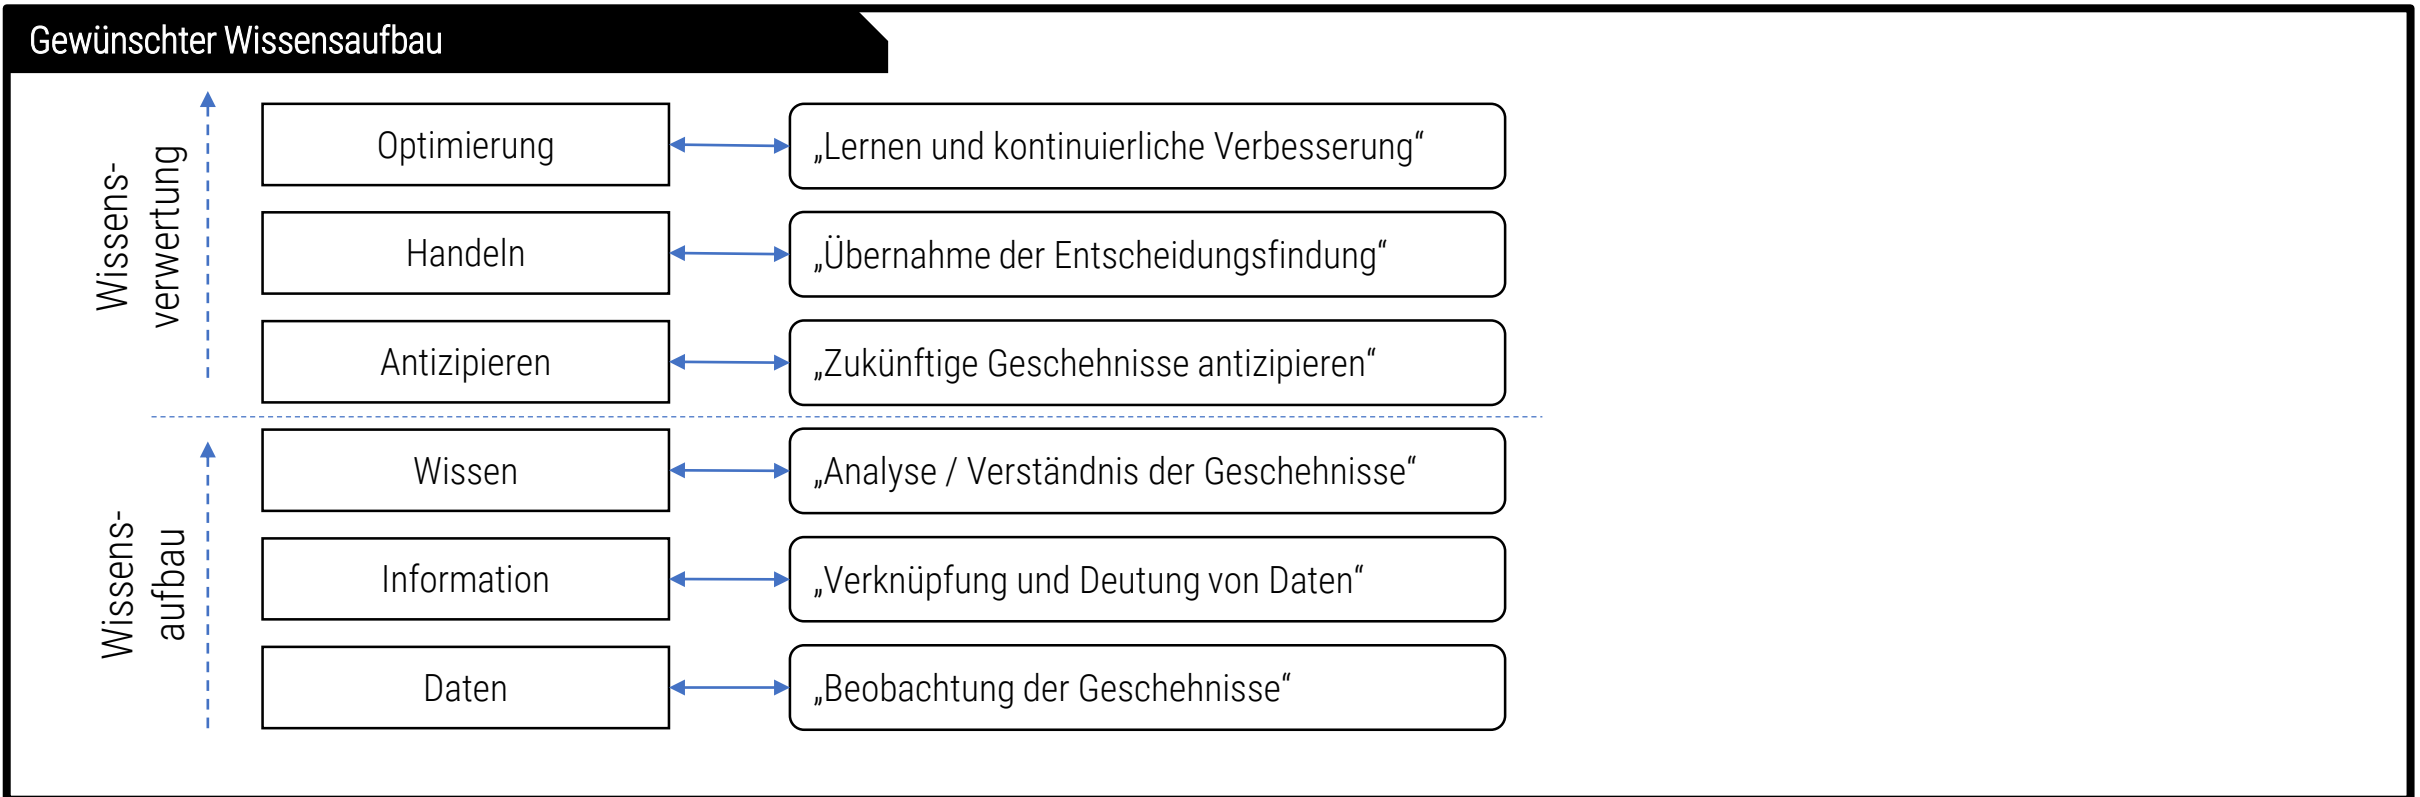 Gewünschter Wissensaufbau
Wissens-
verwertung
Optimierung
„Lernen und kontinuierliche Verbesserung“
Handeln
„Übernahme der Entscheidungsfindung“
Antizipieren
„Zukünftige Geschehnisse antizipieren“
Wissens-
aufbau
Wissen
„Analyse / Verständnis der Geschehnisse“
Information
„Verknüpfung und Deutung von Daten“
Daten
„Beobachtung der Geschehnisse“